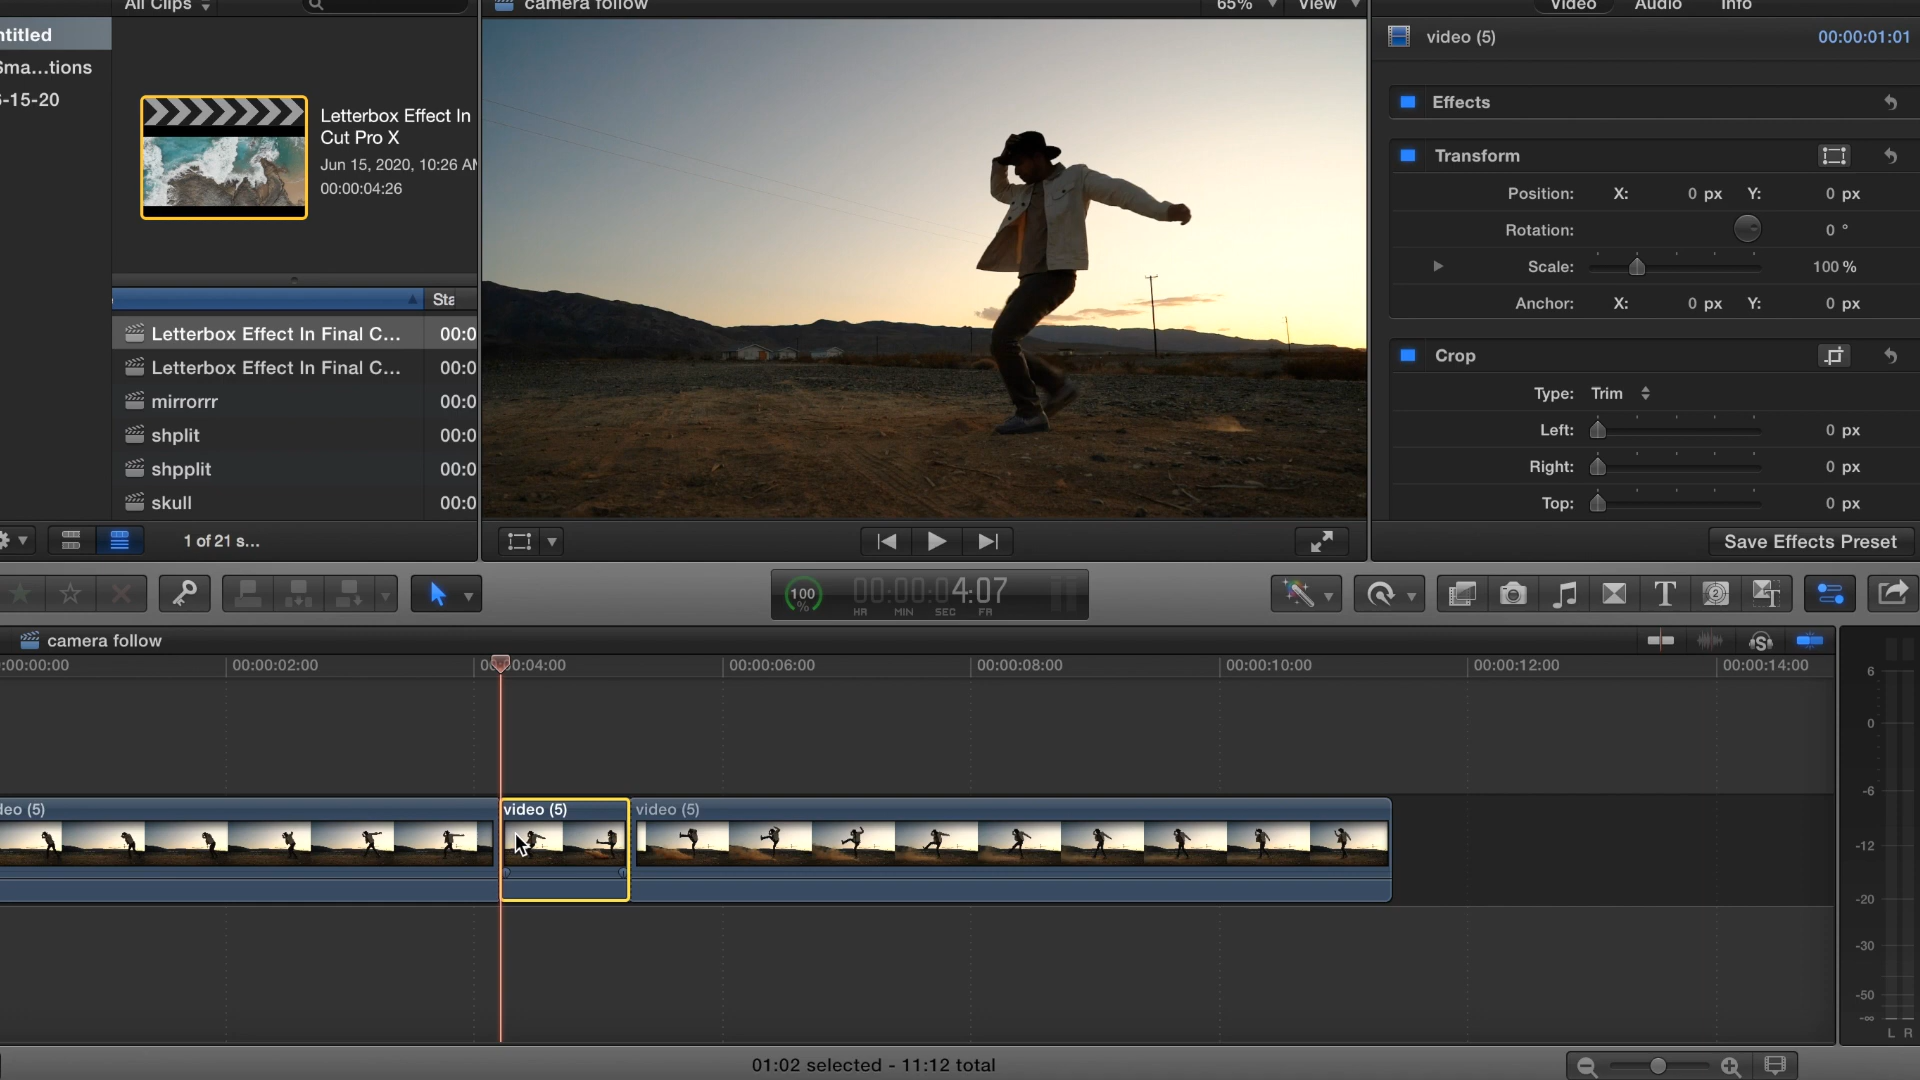 All Clips
camera follow
65%
View
Video
Audio
Info
ntitled
Sma...tions
-15-20
Letterbox Effect In
Cut Pro X
Jun 15, 2020, 10:26 AM
00:00:04:26
Sta
Letterbox Effect In Final C... 00:0
Letterbox Effect In Final C... 00:0
mirrorrr 00:0
shplit 00:0
shpplit 00:0
skull 00:0
1 of 21 s...
video (5) 00:00:01:01
Effects
Transform
Position: X: 0 px Y: 0 px
Rotation: 0 °
Scale: 100 %
Anchor: X: 0 px Y: 0 px
Crop
Type: Trim
Left: 0 px
Right: 0 px
Top: 0 px
Save Effects Preset
100 %
00:00:04:07
HR MIN SEC FR
camera follow
:00:00:00 00:00:02:00 00:00:04:00 00:00:06:00 00:00:08:00 00:00:10:00 00:00:12:00 00:00:14:00
deo (5) video (5) video (5)
6
0
-6
-12
-20
-30
-50
-∞
L R
01:02 selected - 11:12 total